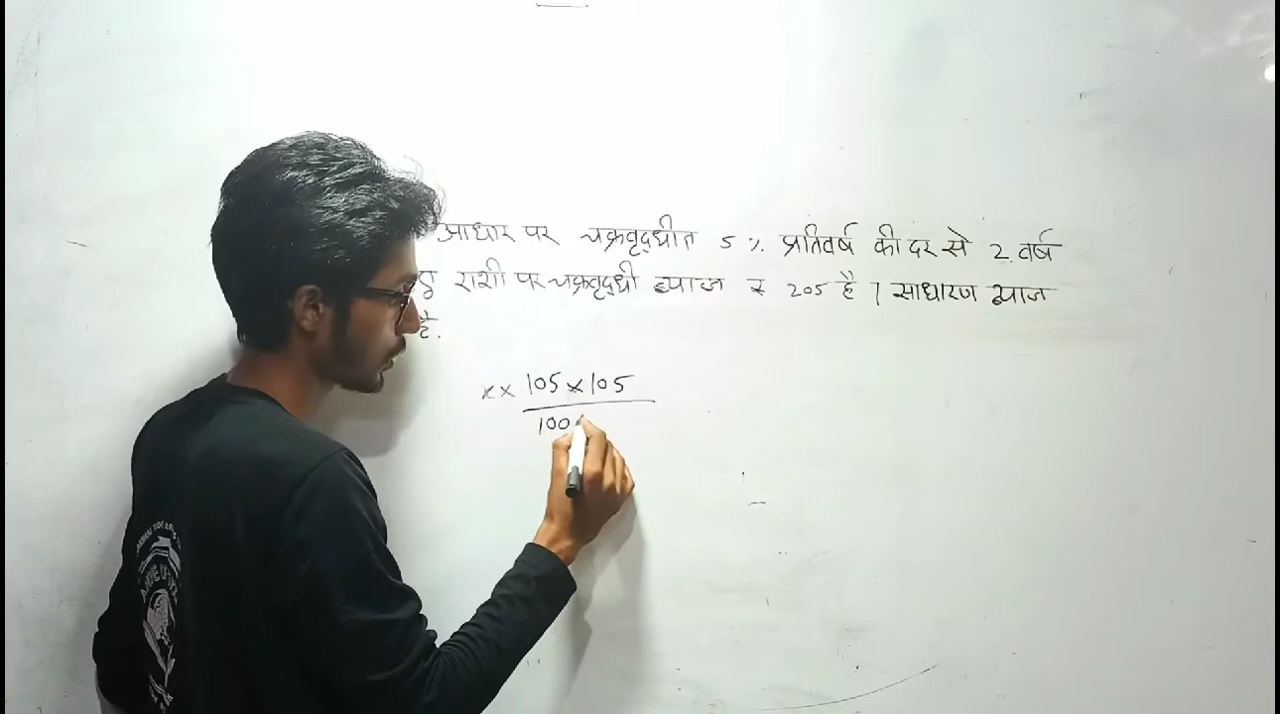 आधार पर चक्रवृद्धीत 5 %. प्रतिवर्ष की दर से 2. वर्ष
राशी पर चक्रवृद्धी ब्याज ₹ 205 है । साधारण ब्याज
है.
x × 105 × 105
100